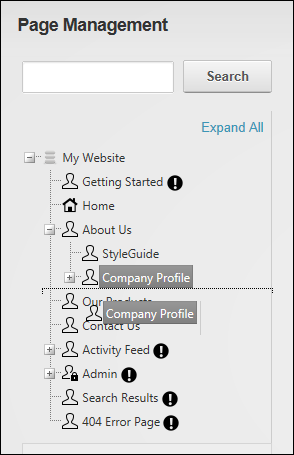 Page Management
Search
Expand All
My Website
Getting Started
Home
About Us
StyleGuide
Company Profile
Our Products
Company Profile
Contact Us
Activity Feed
Admin
Search Results
404 Error Page